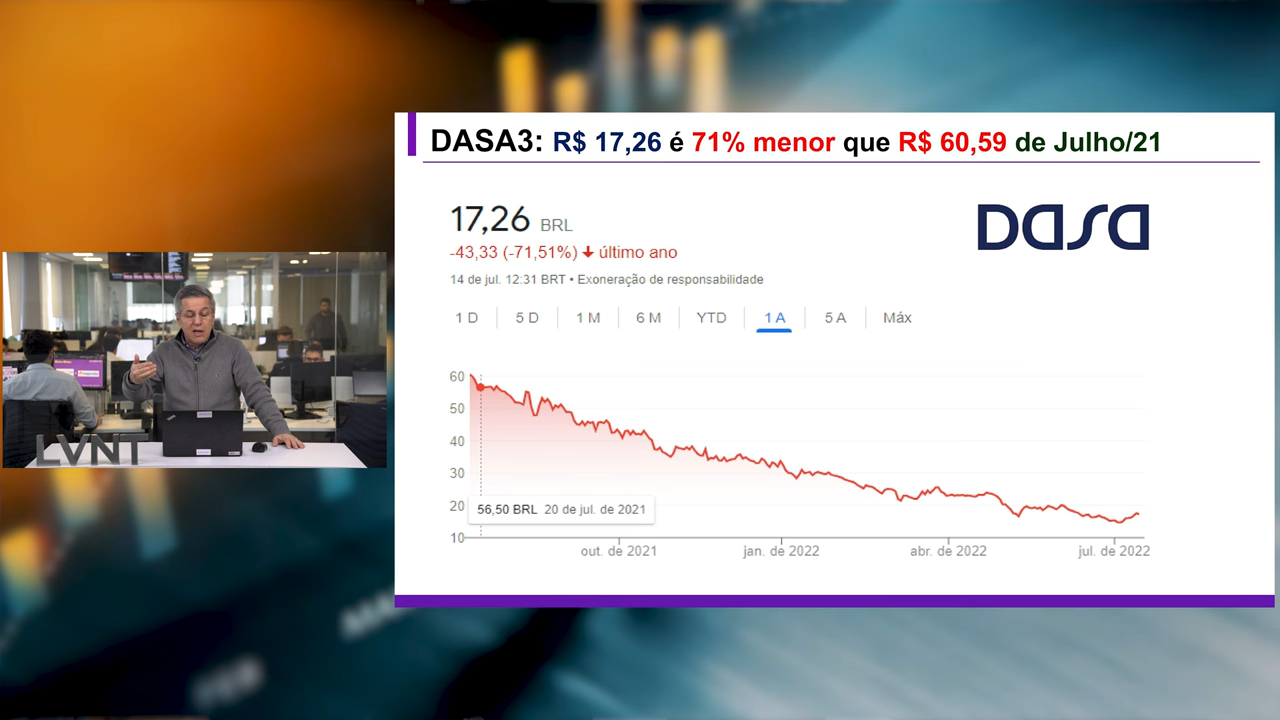 DASA3: R$ 17,26 é 71% menor que R$ 60,59 de Julho/21
17,26 BRL
-43,33 (-71,51%) ↓ último ano
14 de jul. 12:31 BRT • Exoneração de responsabilidade
DASA
1 D 5 D 1 M 6 M YTD 1 A 5 A Máx
60
50
40
30
20
10
56,50 BRL 20 de jul. de 2021
out. de 2021 jan. de 2022 abr. de 2022 jul. de 2022
LVNT